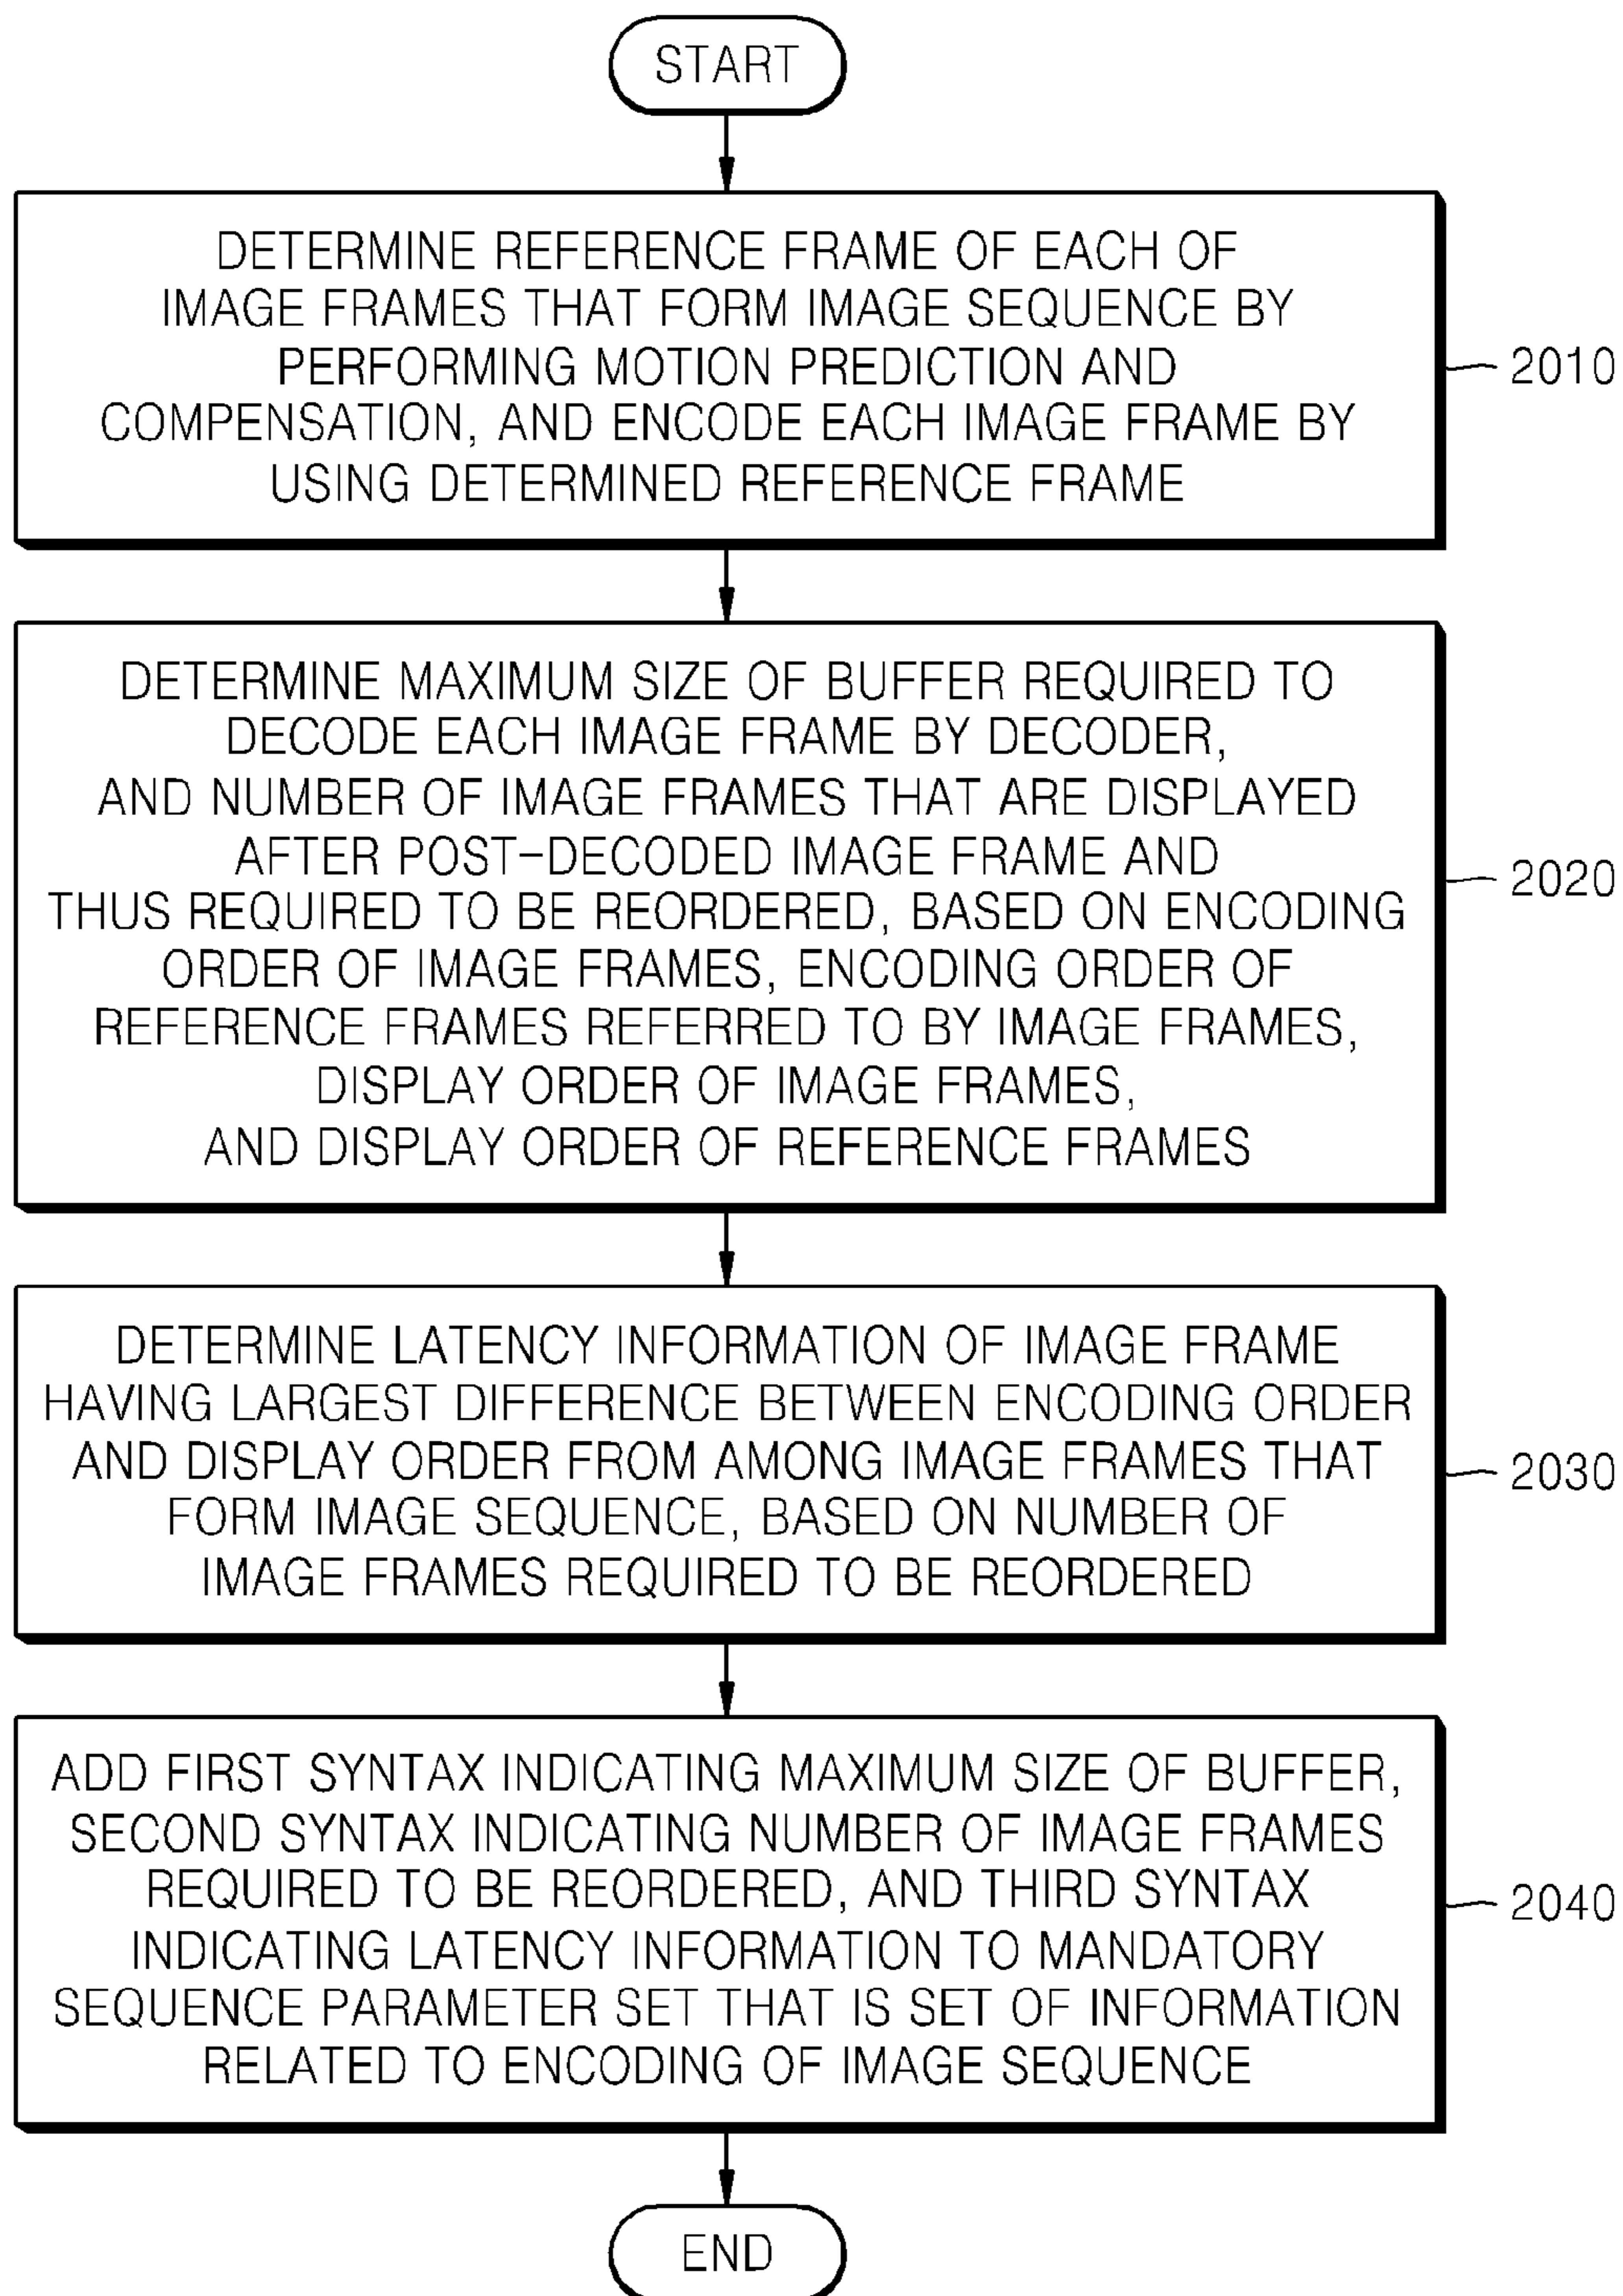 START
DETERMINE REFERENCE FRAME OF EACH OF
IMAGE FRAMES THAT FORM IMAGE SEQUENCE BY
PERFORMING MOTION PREDICTION AND
COMPENSATION, AND ENCODE EACH IMAGE FRAME BY
USING DETERMINED REFERENCE FRAME
2010
DETERMINE MAXIMUM SIZE OF BUFFER REQUIRED TO
DECODE EACH IMAGE FRAME BY DECODER,
AND NUMBER OF IMAGE FRAMES THAT ARE DISPLAYED
AFTER POST-DECODED IMAGE FRAME AND
THUS REQUIRED TO BE REORDERED, BASED ON ENCODING
ORDER OF IMAGE FRAMES, ENCODING ORDER OF
REFERENCE FRAMES REFERRED TO BY IMAGE FRAMES,
DISPLAY ORDER OF IMAGE FRAMES,
AND DISPLAY ORDER OF REFERENCE FRAMES
2020
DETERMINE LATENCY INFORMATION OF IMAGE FRAME
HAVING LARGEST DIFFERENCE BETWEEN ENCODING ORDER
AND DISPLAY ORDER FROM AMONG IMAGE FRAMES THAT
FORM IMAGE SEQUENCE, BASED ON NUMBER OF
IMAGE FRAMES REQUIRED TO BE REORDERED
2030
ADD FIRST SYNTAX INDICATING MAXIMUM SIZE OF BUFFER,
SECOND SYNTAX INDICATING NUMBER OF IMAGE FRAMES
REQUIRED TO BE REORDERED, AND THIRD SYNTAX
INDICATING LATENCY INFORMATION TO MANDATORY
SEQUENCE PARAMETER SET THAT IS SET OF INFORMATION
RELATED TO ENCODING OF IMAGE SEQUENCE
2040
END